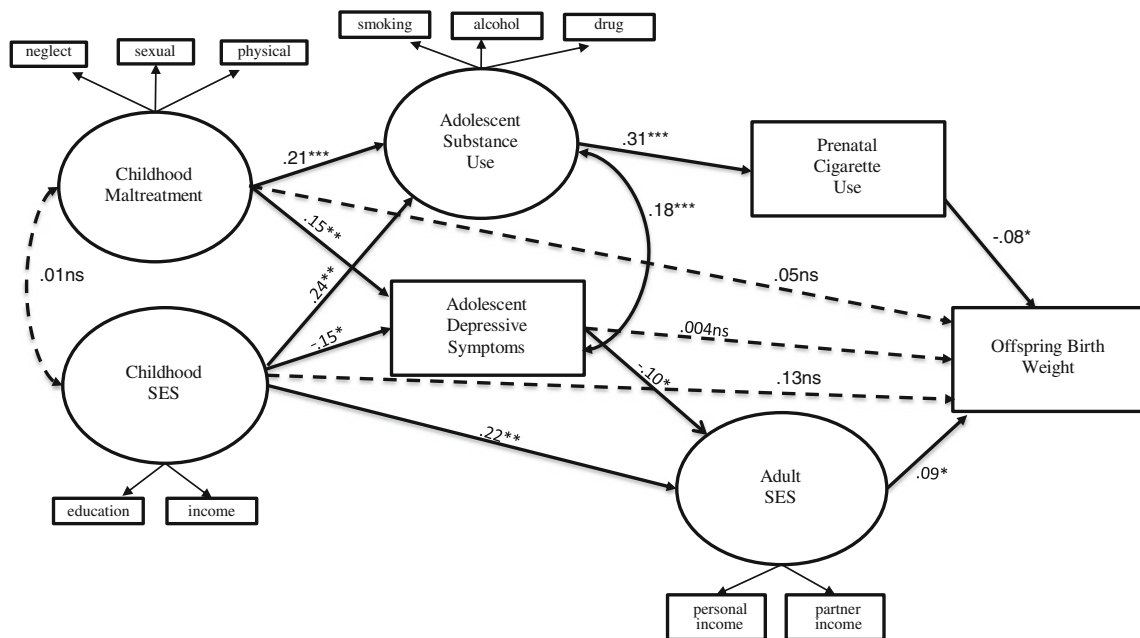 smoking
alcohol
drug
neglect
sexual
physical
Adolescent
Substance
Use
Prenatal
Cigarette
Use
Childhood
Maltreatment
.21***
.31***
.15**
.18***
-.08*
.01ns
.24**
.05ns
Adolescent
Depressive
Symptoms
.004ns
Offspring Birth
Weight
-.15*
Childhood
SES
-.10*
.13ns
.22**
Adult
SES
.09*
education
income
personal
income
partner
income